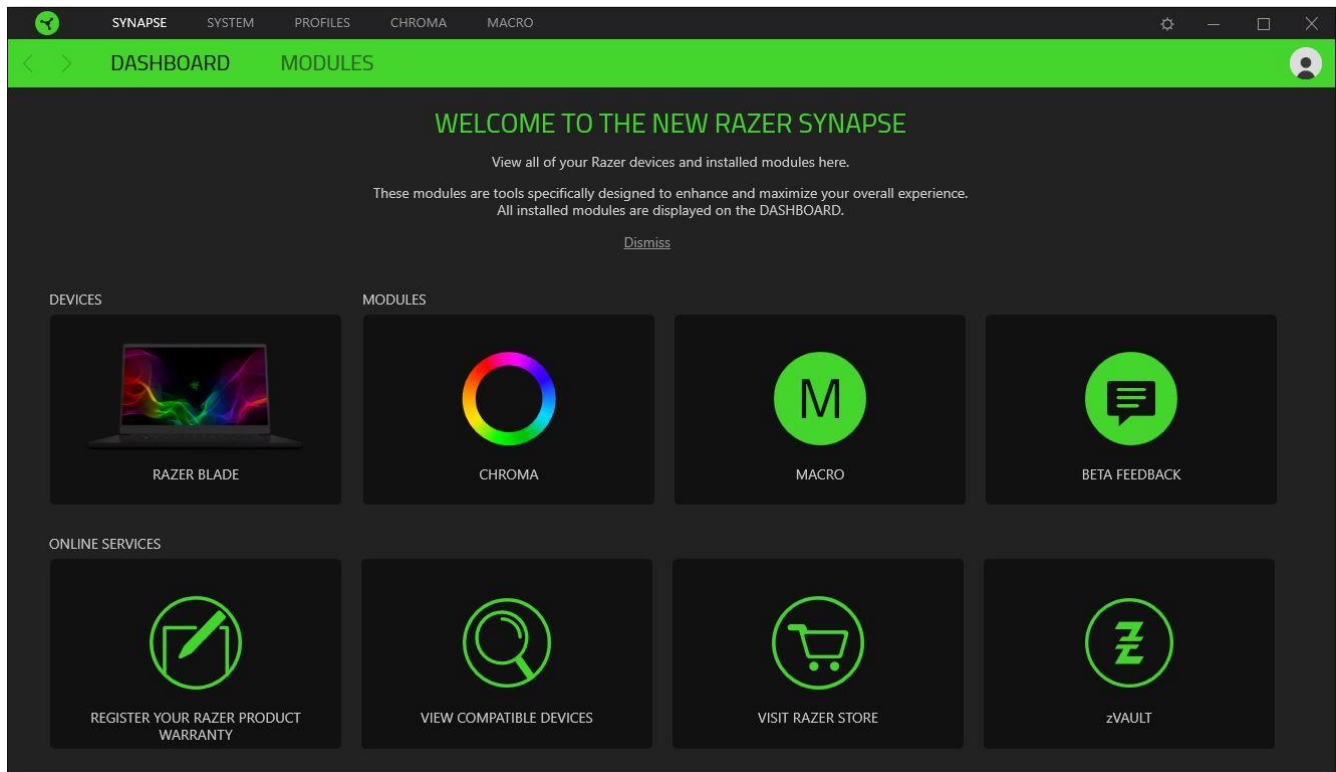 SYNAPSE SYSTEM PROFILES CHROMA MACRO
DASHBOARD MODULES
WELCOME TO THE NEW RAZER SYNAPSE
View all of your Razer devices and installed modules here.
These modules are tools specifically designed to enhance and maximize your overall experience.
All installed modules are displayed on the DASHBOARD.
Dismiss
DEVICES
MODULES
RAZER BLADE
CHROMA
M
MACRO
BETA FEEDBACK
ONLINE SERVICES
REGISTER YOUR RAZER PRODUCT
WARRANTY
VIEW COMPATIBLE DEVICES
VISIT RAZER STORE
zVAULT